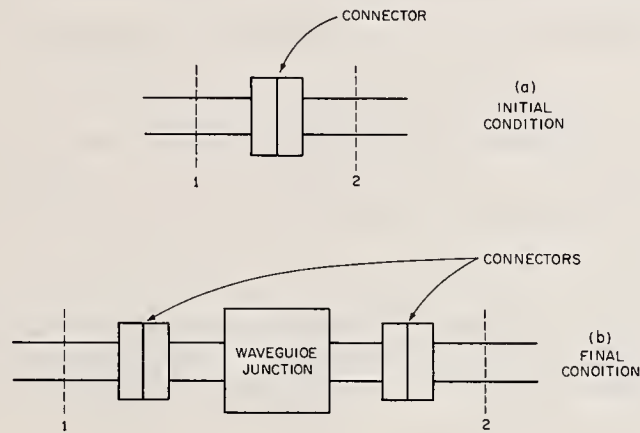 CONNECTOR
(a)
INITIAL
CONDITION
1
2
CONNECTORS
WAVEGUIDE
JUNCTION
(b)
FINAL
CONDITION
1
2